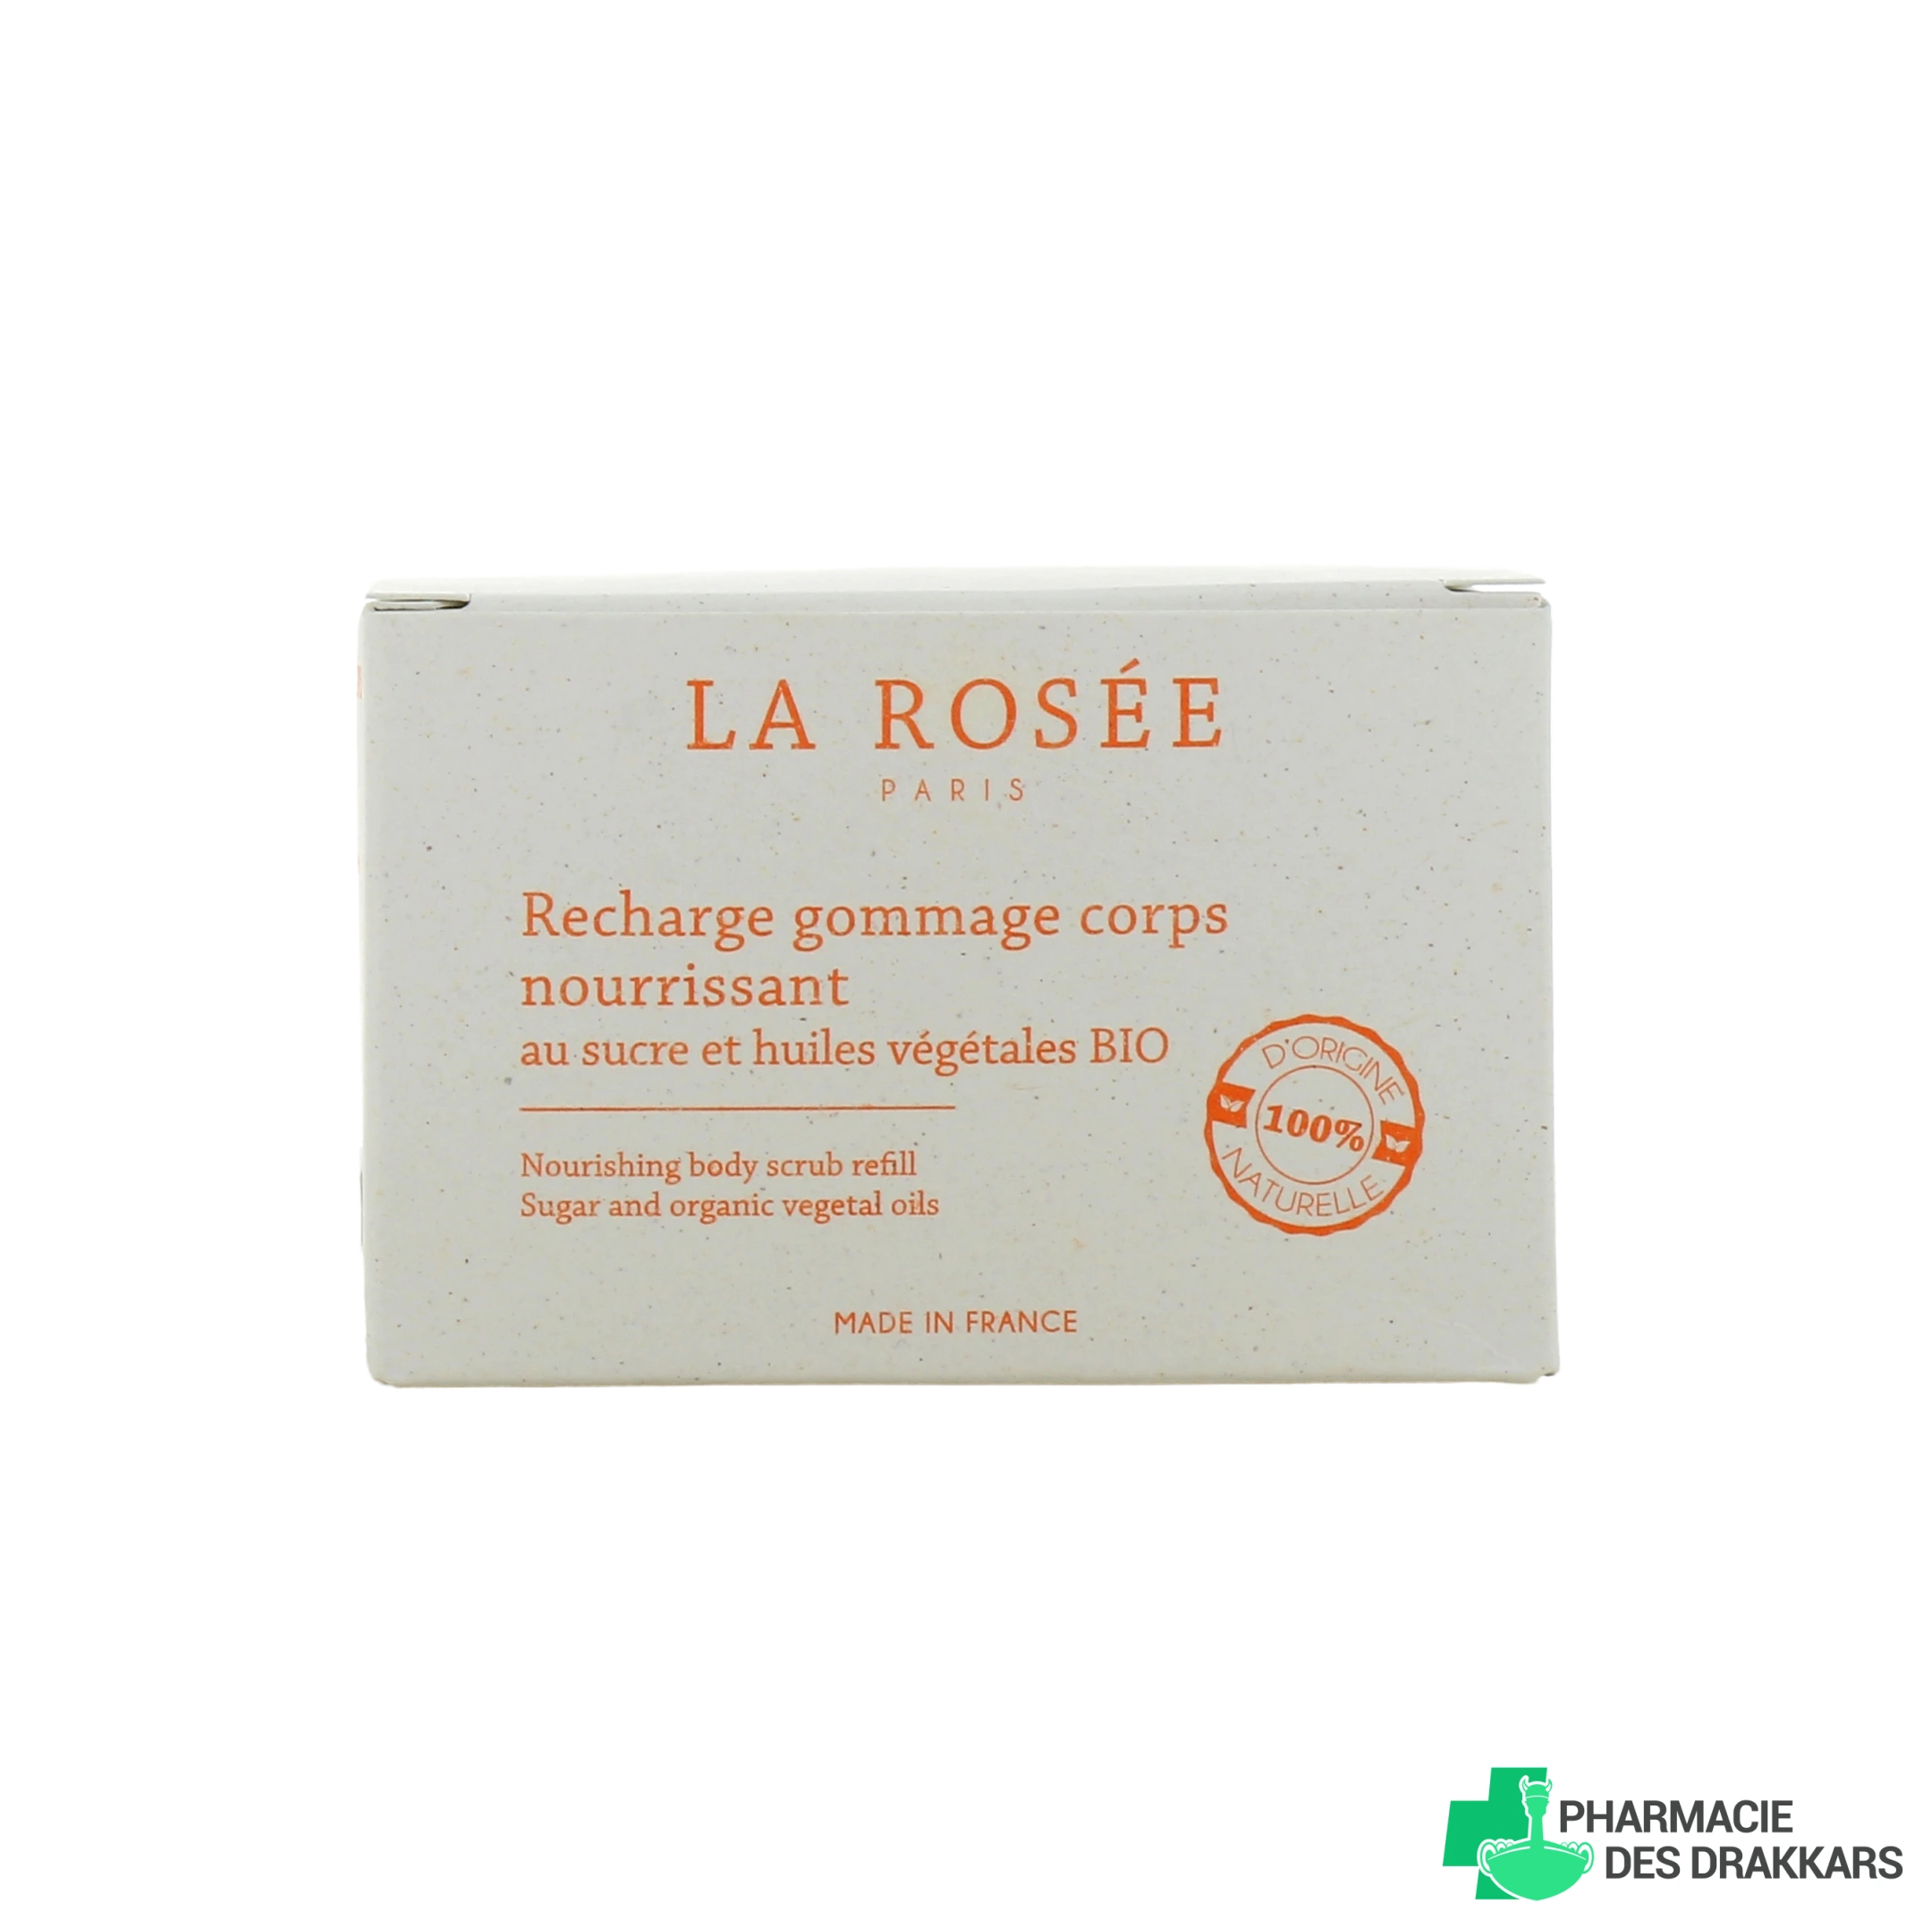 LA ROSÉE
PARIS
Recharge gommage corps
nourrissant
au sucre et huiles végétales BIO
Nourishing body scrub refill
Sugar and organic vegetal oils
D'ORIGINE
100%
NATURELLE
MADE IN FRANCE
PHARMACIE
DES DRAKKARS